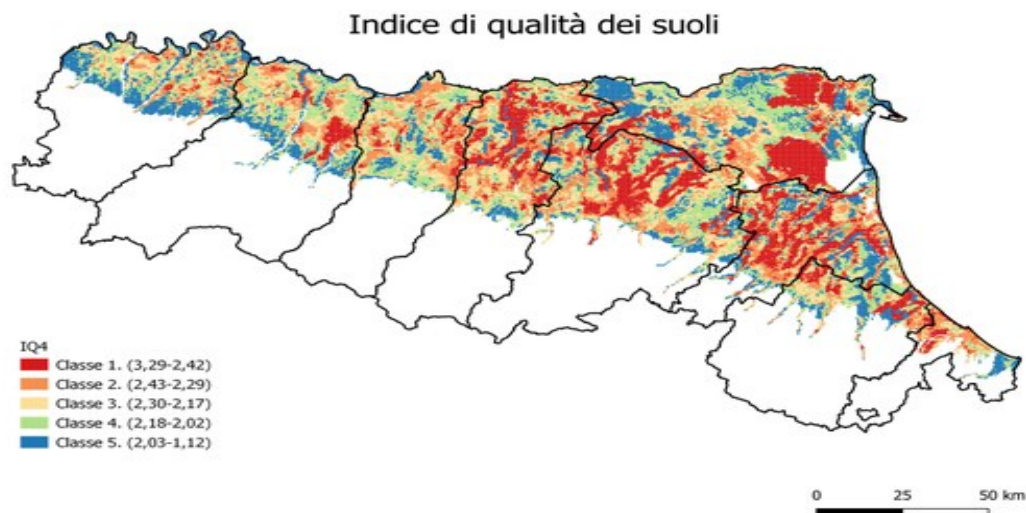 Indice di qualità dei suoli
IQ4
Classe 1. (3,29-2,42)
Classe 2. (2,43-2,29)
Classe 3. (2,30-2,17)
Classe 4. (2,18-2,02)
Classe 5. (2,03-1,12)
0 25 50 km